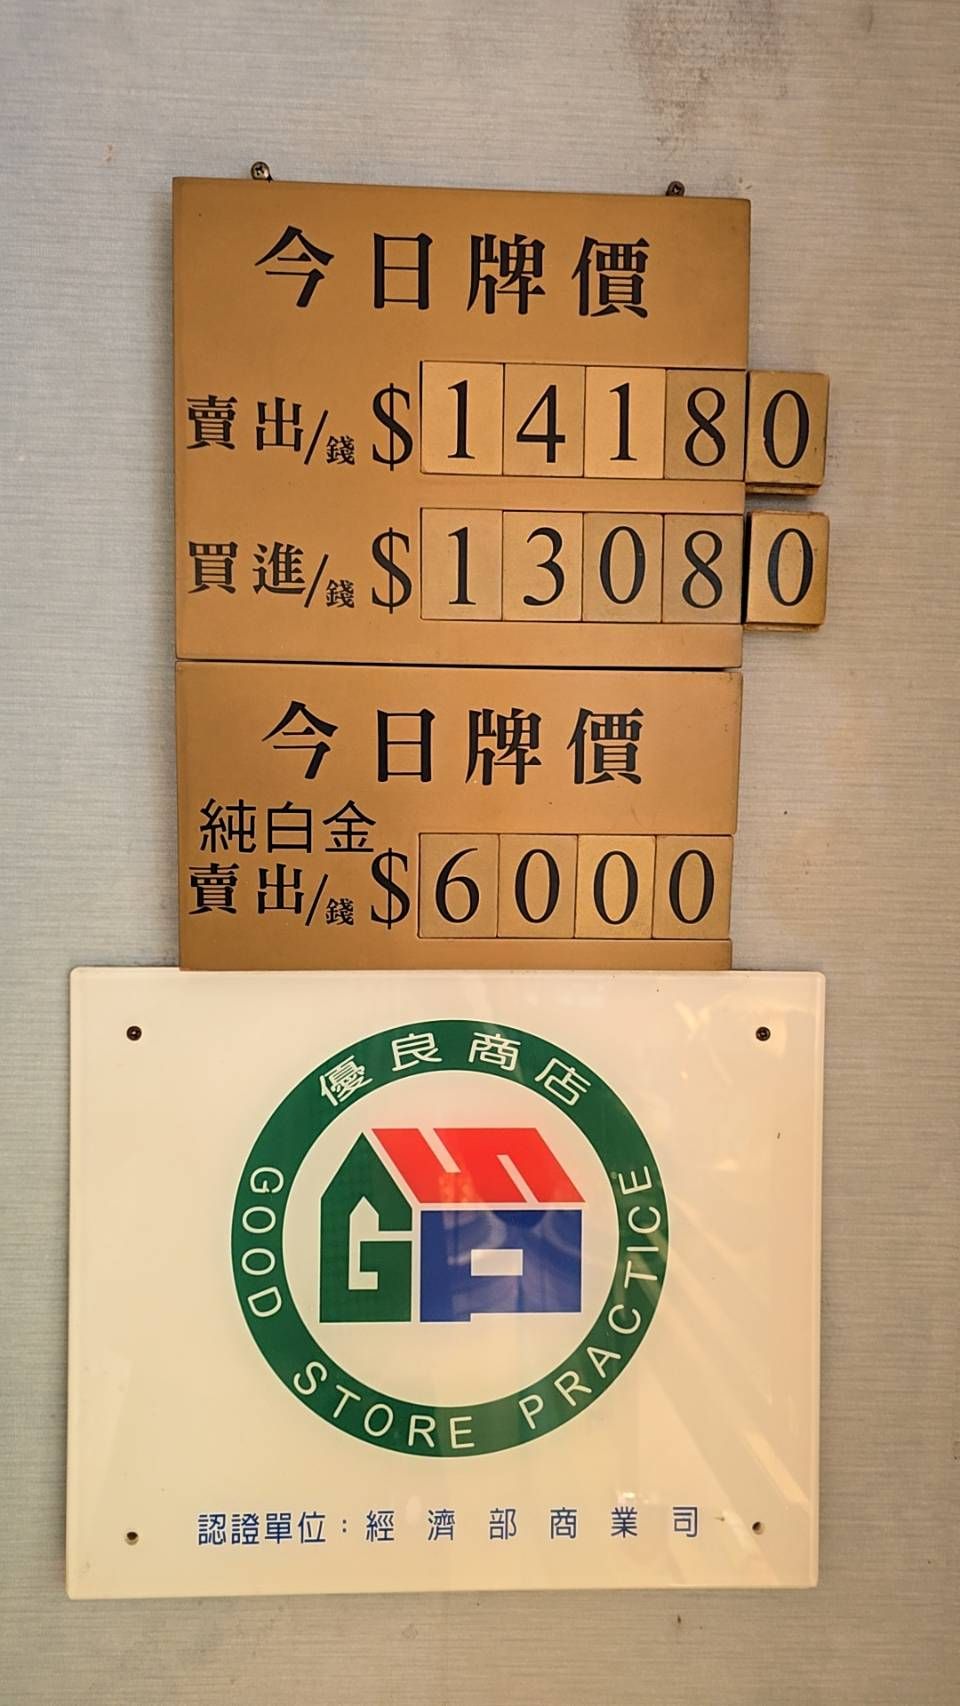 今日牌價
賣出/錢 $14180
買進/錢 $13080
今日牌價
純白金
賣出/錢 $6000
優良商店
GSP
GOOD STORE PRACTICE
認證單位：經濟部商業司